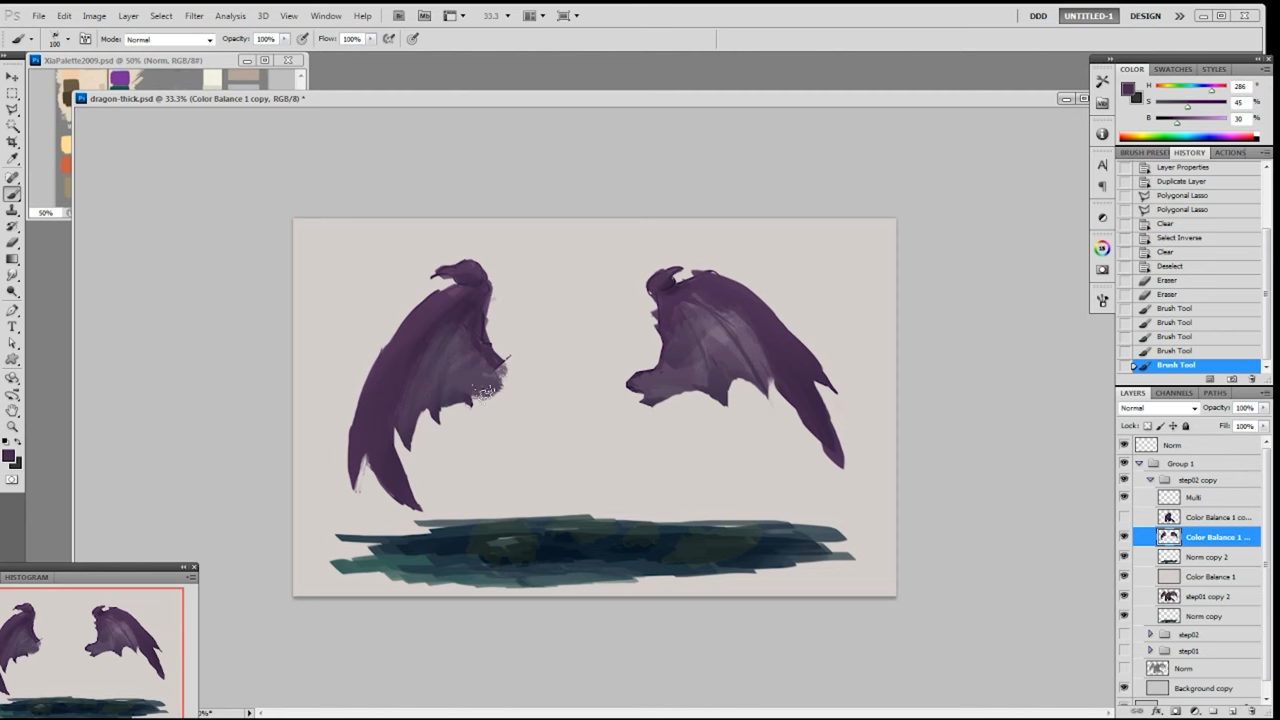 Ps File Edit Image Layer Select Filter Analysis 3D View Window Help Br Mb 33.3 DDD UNTITLED-1 DESIGN
100 Mode: Normal Opacity: 100% Flow: 100%
XiaPalette2009.psd @ 50% (Norm, RGB/8#)
dragon-thick.psd @ 33.3% (Color Balance 1 copy, RGB/8) *
50%
COLOR SWATCHES STYLES
H 286 °
S 45 %
B 30 %
BRUSH PRESE HISTORY ACTIONS
Layer Properties
Duplicate Layer
Polygonal Lasso
Polygonal Lasso
Clear
Select Inverse
Clear
Deselect
Eraser
Eraser
Brush Tool
Brush Tool
Brush Tool
Brush Tool
Brush Tool
LAYERS CHANNELS PATHS
Normal Opacity: 100%
Lock: Fill: 100%
Norm
Group 1
step02 copy
Multi
Color Balance 1 co...
Color Balance 1 ...
Norm copy 2
Color Balance 1
step01 copy 2
Norm copy
step02
step01
Norm
Background copy
HISTOGRAM